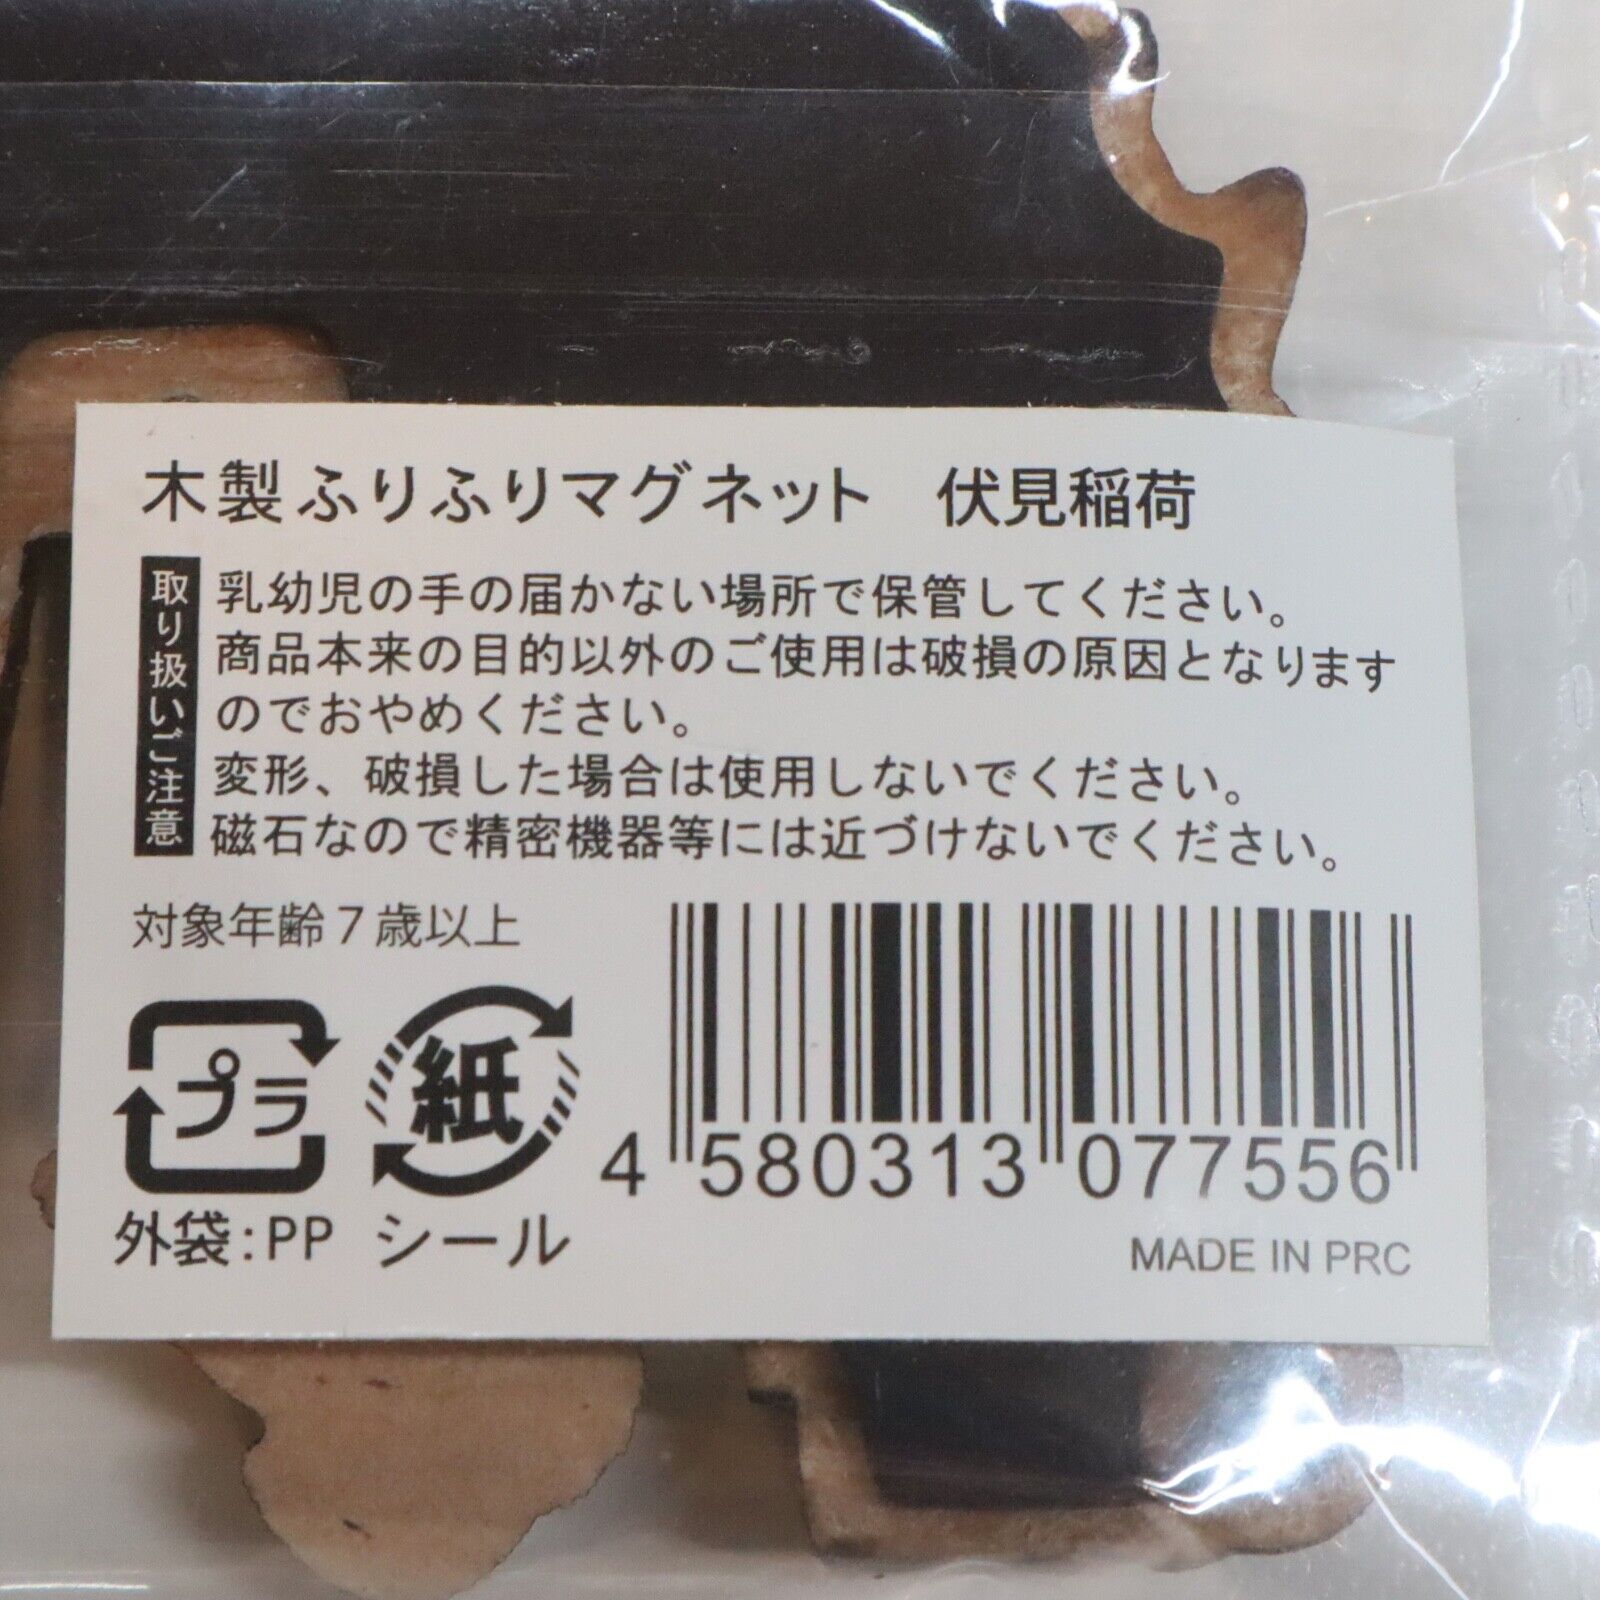 木製ふりふりマグネット 伏見稲荷
取り扱いご注意
乳幼児の手の届かない場所で保管してください。
商品本来の目的以外のご使用は破損の原因となります
のでおやめください。
変形、破損した場合は使用しないでください。
磁石なので精密機器等には近づけないでください。
対象年齢7歳以上
プラ
紙
外袋:PP シール
4 580313 077556
MADE IN PRC